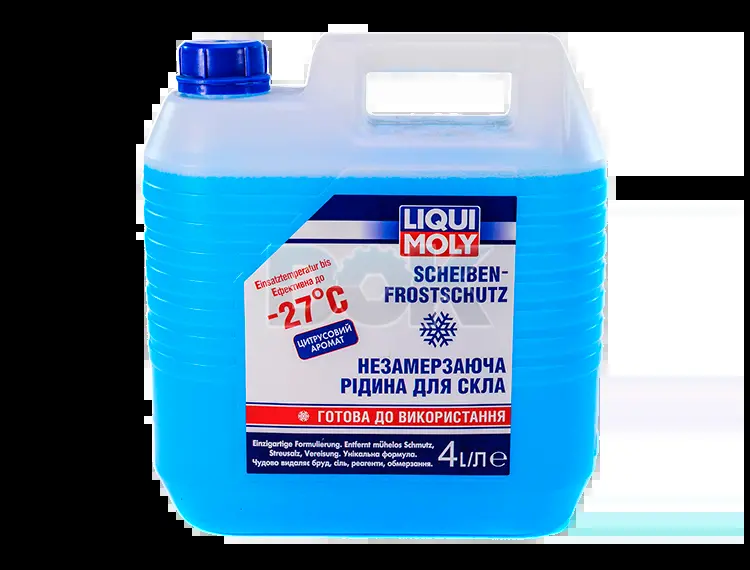 LIQUI
MOLY
SCHEIBEN-
FROSTSCHUTZ
Einsatztemperatur bis
Ефективна до
-27°C
ЦИТРУСОВИЙ
АРОМАТ
НЕЗАМЕРЗАЮЧА
РІДИНА ДЛЯ СКЛА
ГОТОВА ДО ВИКОРИСТАННЯ
Einzigartige Formulierung. Entfernt mühelos Schmutz,
Streusalz, Vereisung. Унікальна формула.
Чудово видаляє бруд, сіль, реагенти, обмерзання.
4L/Л℮